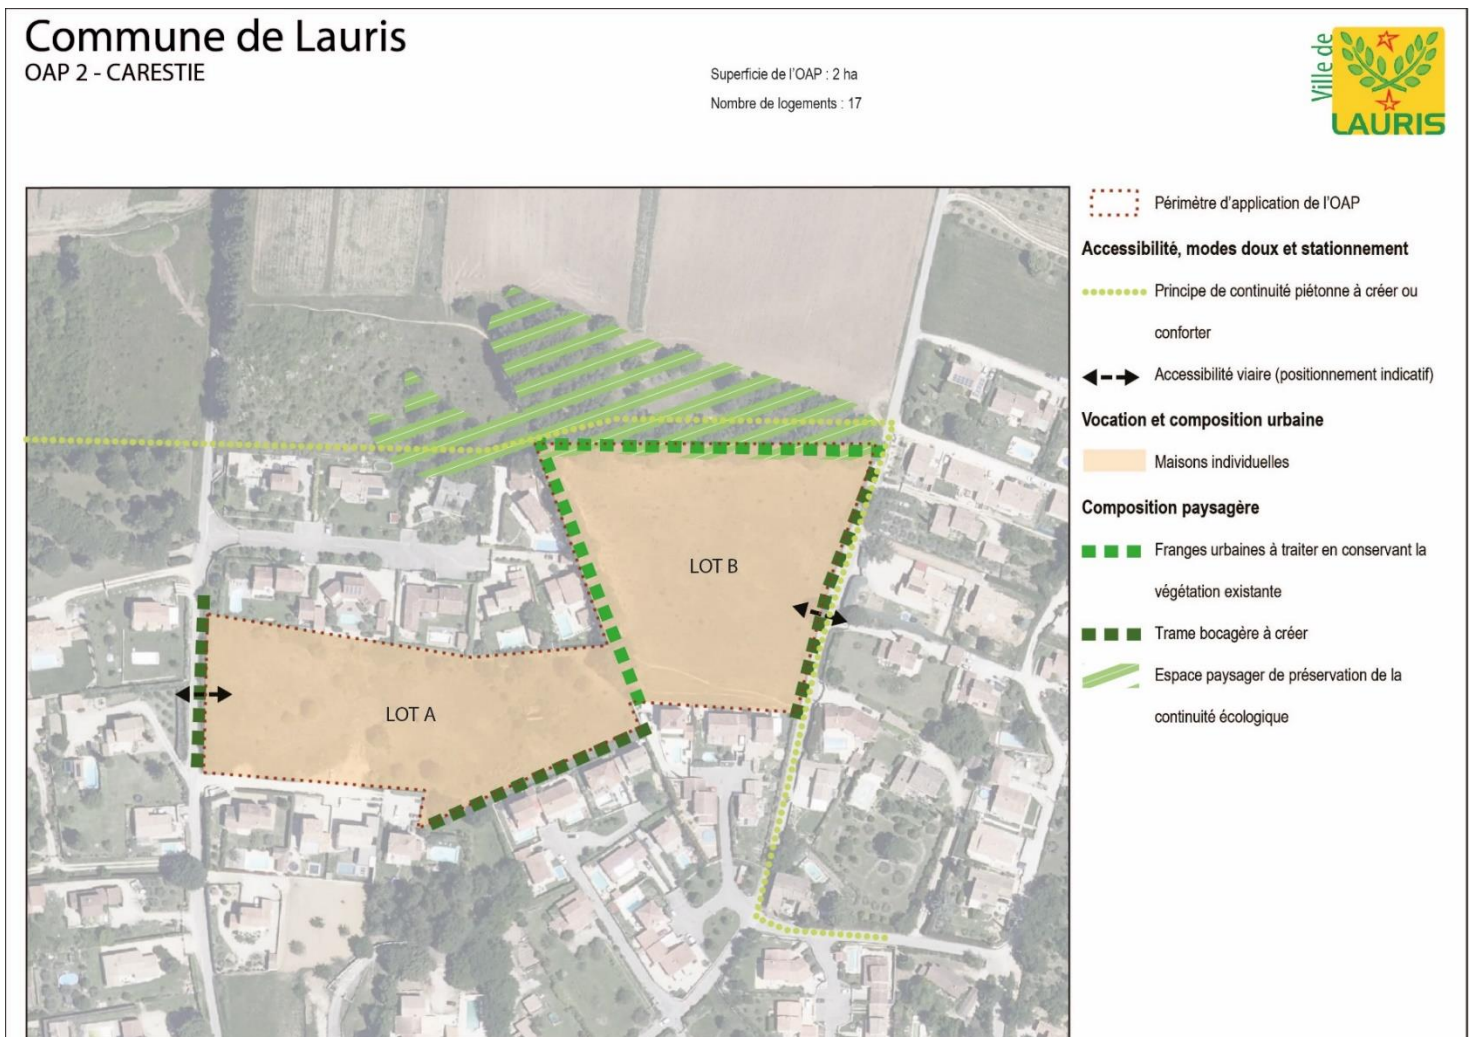 Commune de Lauris
OAP 2 - CARESTIE
Superficie de l'OAP : 2 ha
Nombre de logements : 17
Ville de
LAURIS
Périmètre d'application de l'OAP
Accessibilité, modes doux et stationnement
Principe de continuité piétonne à créer ou
conforter
Accessibilité viaire (positionnement indicatif)
Vocation et composition urbaine
Maisons individuelles
Composition paysagère
Franges urbaines à traiter en conservant la
végétation existante
Trame bocagère à créer
Espace paysager de préservation de la
continuité écologique
LOT B
LOT A